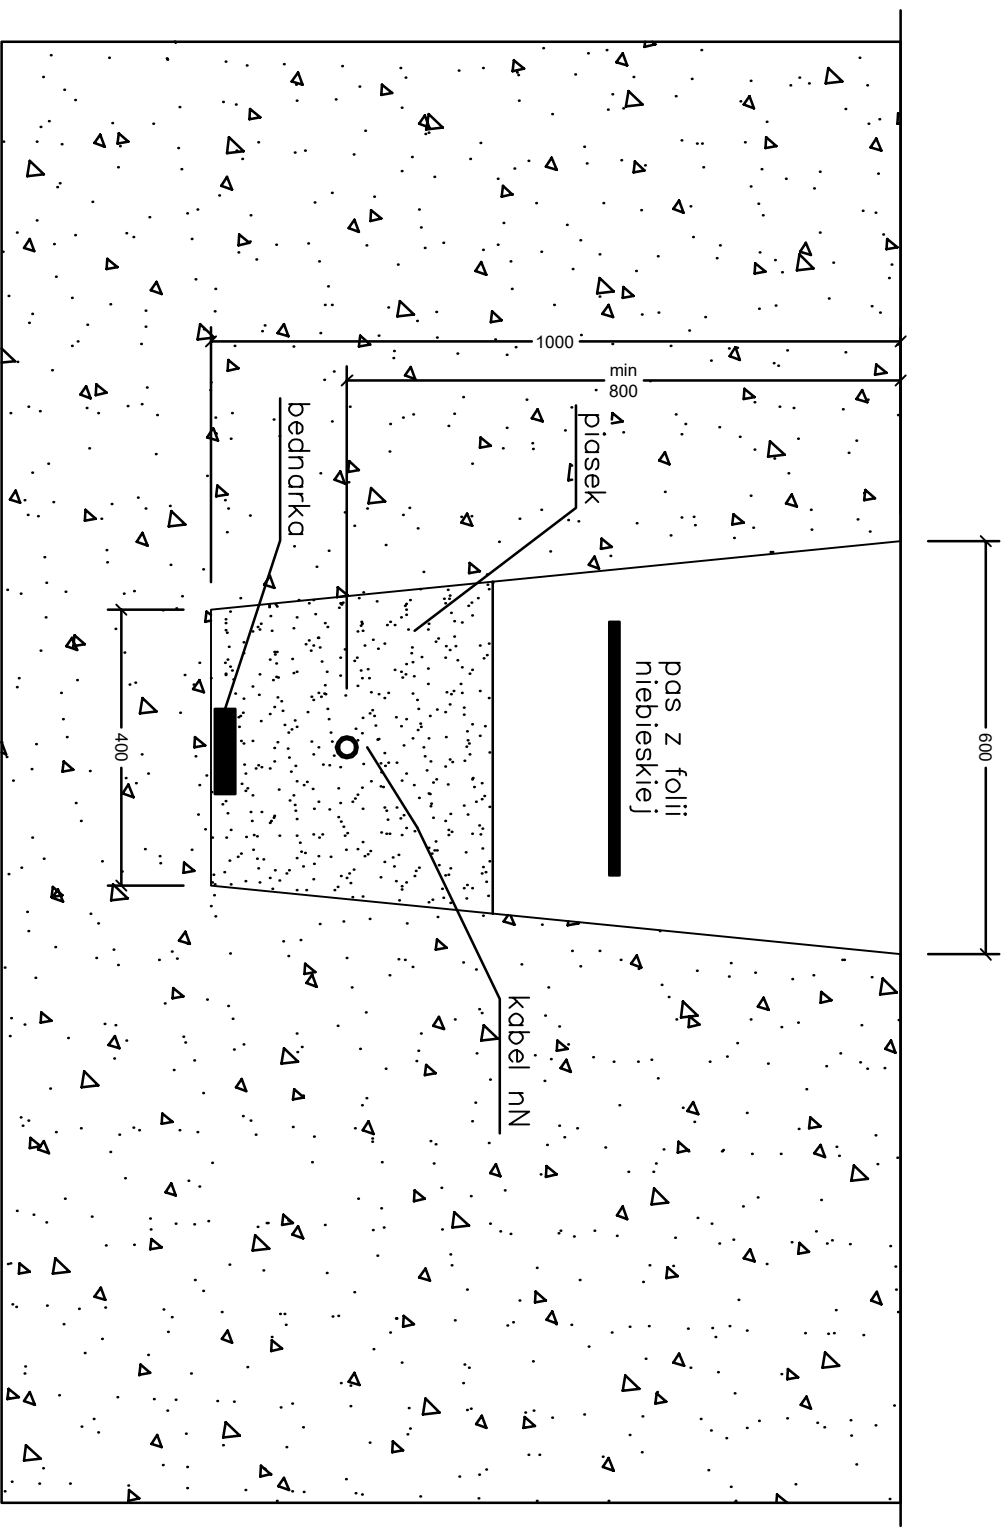 600
pas z folii
niebieskiej
min
800
1000
piasek
kabel nN
bednarka
400